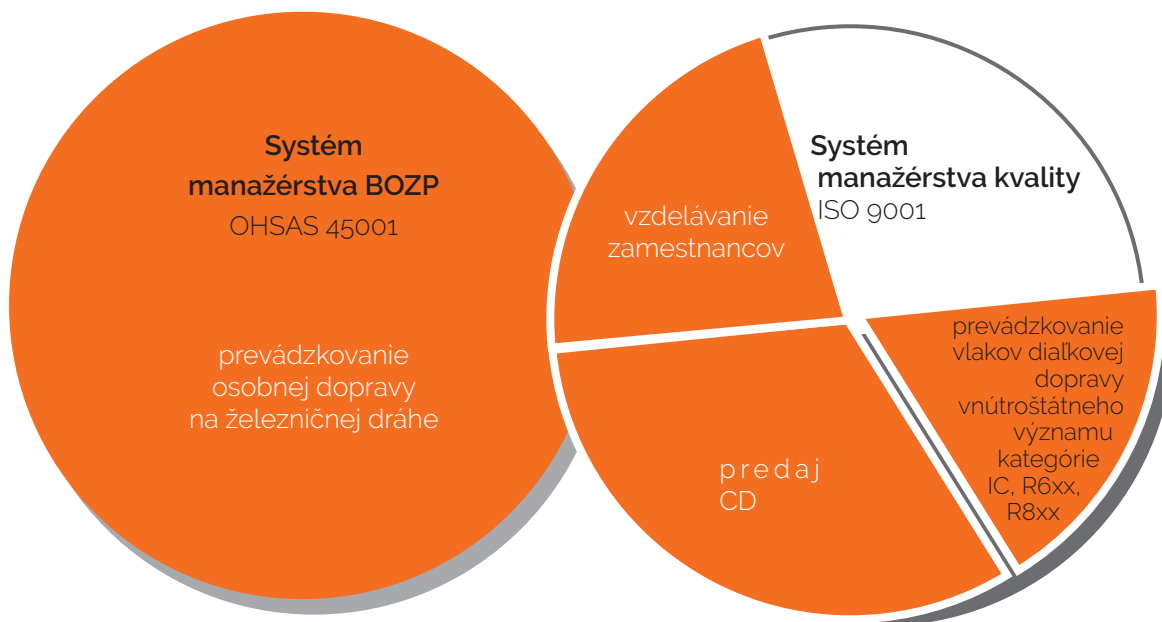 Systém
manažérstva BOZP
OHSAS 45001
prevádzkovanie
osobnej dopravy
na železničnej dráhe
vzdelávanie
zamestnancov
Systém
manažérstva kvality
ISO 9001
predaj
CD
prevádzkovanie
vlakov diaľkovej
dopravy
vnútroštátneho
významu
kategórie
IC, R6xx,
R8xx